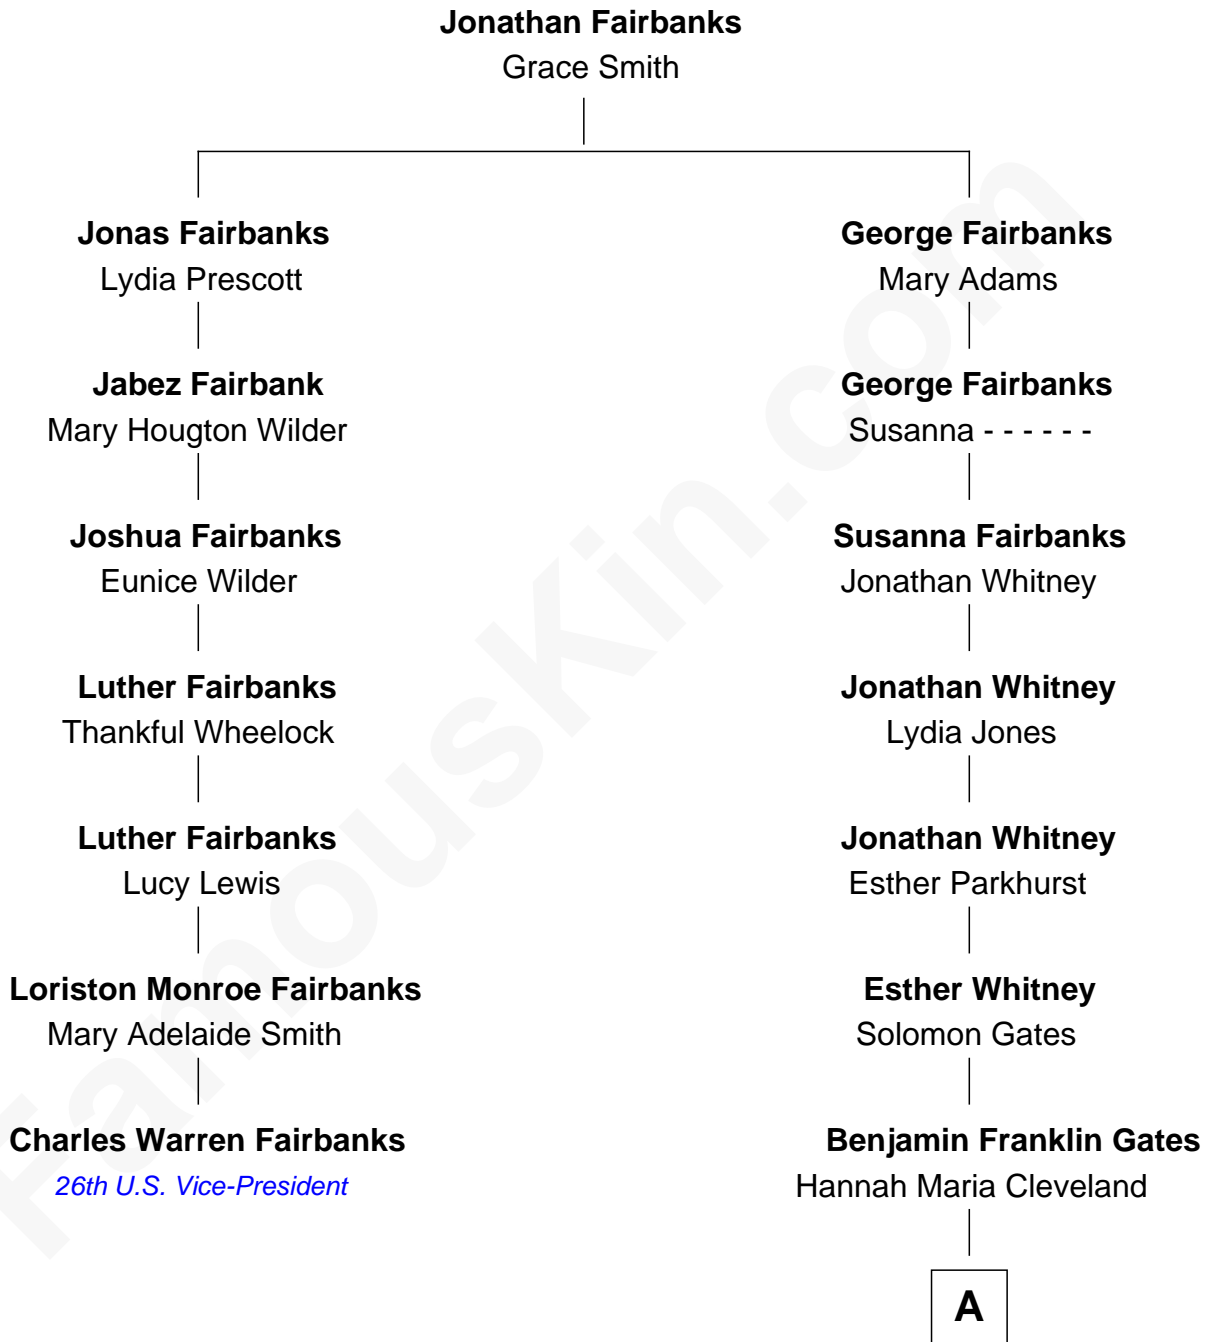 Jonathan Fairbanks
Grace Smith
Jonas Fairbanks
Lydia Prescott
George Fairbanks
Mary Adams
Jabez Fairbank
Mary Hougton Wilder
George Fairbanks
Susanna - - - - - -
Joshua Fairbanks
Eunice Wilder
Susanna Fairbanks
Jonathan Whitney
Luther Fairbanks
Thankful Wheelock
Jonathan Whitney
Lydia Jones
Luther Fairbanks
Lucy Lewis
Jonathan Whitney
Esther Parkhurst
Loriston Monroe Fairbanks
Mary Adelaide Smith
Esther Whitney
Solomon Gates
Charles Warren Fairbanks
26th U.S. Vice-President
Benjamin Franklin Gates
Hannah Maria Cleveland
A
FamousKin.com